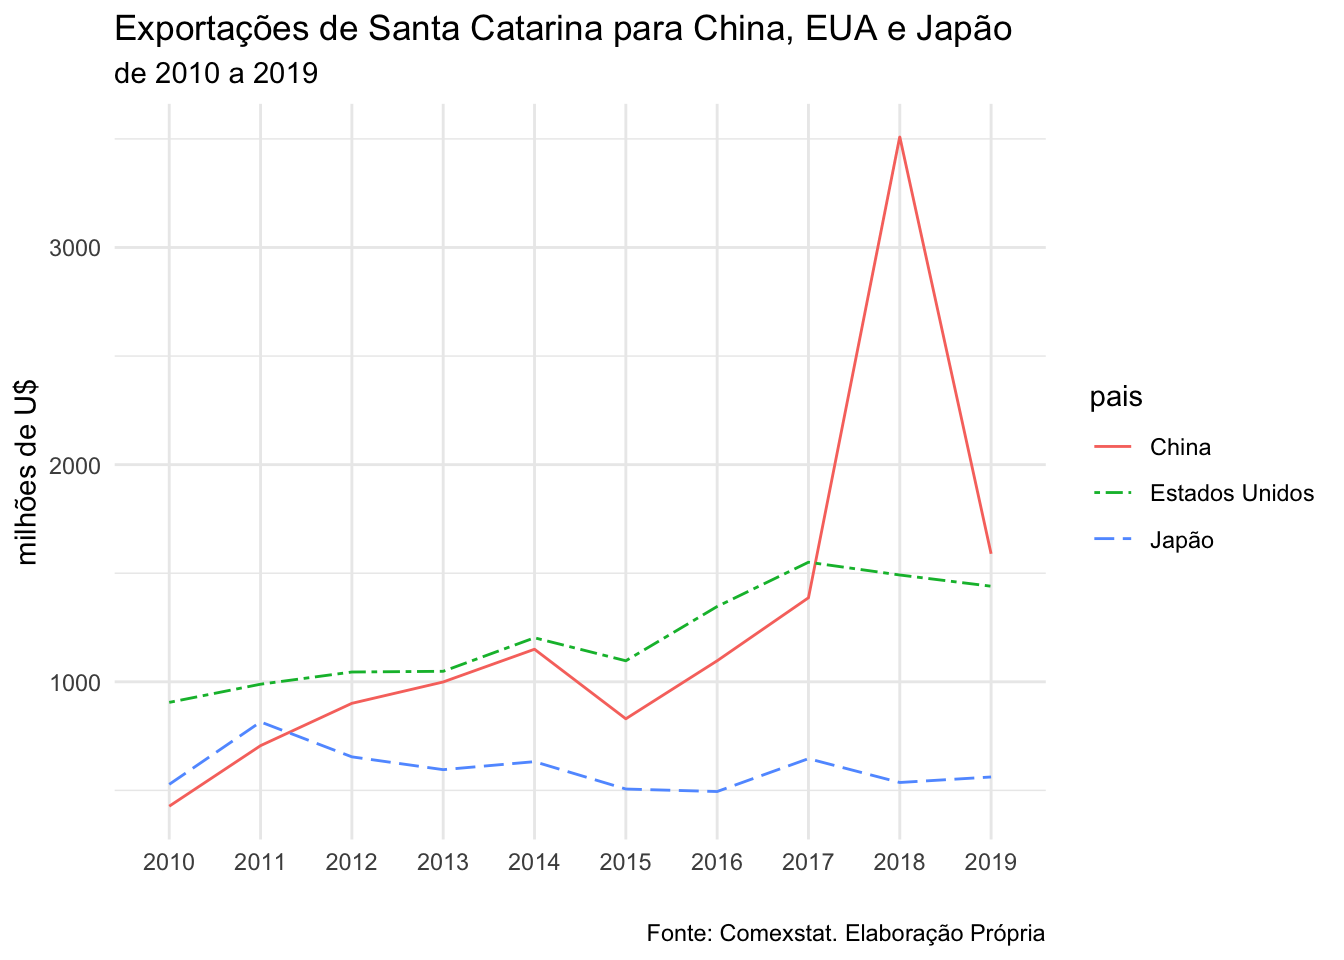 Exportações de Santa Catarina para China, EUA e Japão
de 2010 a 2019
milhões de U$
3000
2000
1000
2010 2011 2012 2013 2014 2015 2016 2017 2018 2019
pais
China
Estados Unidos
Japão
Fonte: Comexstat. Elaboração Própria